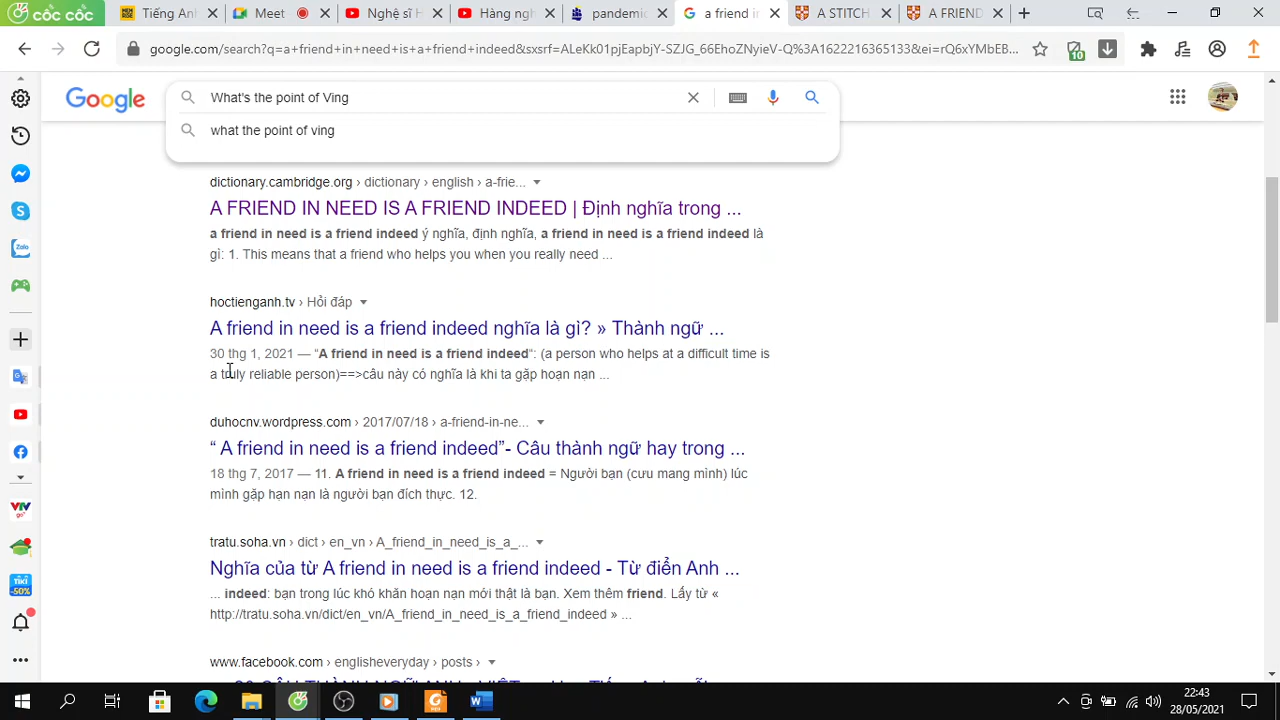 cốc cốc
Tiếng Anh
Meet
Nghệ sĩ H
Hàng ngh
pandemic
a friend in
A STITCH
A FRIEND
google.com/search?q=a+friend+in+need+is+a+friend+indeed&sxsrf=ALeKk01pjEapbjY-SZJG_66hoZNyieV-Q%3A1622216365133&ei=rQ6xYMbEB...
10
Google
What's the point of Ving
what the point of ving
dictionary.cambridge.org › dictionary › english › a-frie...
A FRIEND IN NEED IS A FRIEND INDEED | Định nghĩa trong ...
a friend in need is a friend indeed ý nghĩa, định nghĩa, a friend in need is a friend indeed là
gì: 1. This means that a friend who helps you when you really need ...
hoctienganh.tv › Hỏi đáp
A friend in need is a friend indeed nghĩa là gì? » Thành ngữ ...
30 thg 1, 2021 — “A friend in need is a friend indeed“: (a person who helps at a difficult time is
a truly reliable person)==>câu này có nghĩa là khi ta gặp hoạn nạn ...
duhocnv.wordpress.com › 2017/07/18 › a-friend-in-ne...
“ A friend in need is a friend indeed”- Câu thành ngữ hay trong ...
18 thg 7, 2017 — 11. A friend in need is a friend indeed = Người bạn (cưu mang mình) lúc
mình gặp hạn nạn là người bạn đích thực. 12.
tratu.soha.vn › dict › en_vn › A_friend_in_need_is_a_...
Nghĩa của từ A friend in need is a friend indeed - Từ điển Anh ...
... indeed: bạn trong lúc khó khăn hoạn nạn mới thật là bạn. Xem thêm friend. Lấy từ «
http://tratu.soha.vn/dict/en_vn/A_friend_in_need_is_a_friend_indeed » ...
www.facebook.com › englisheveryday › posts ›
Zalo
VTV
go
TIKI
-50%
22:43
28/05/2021